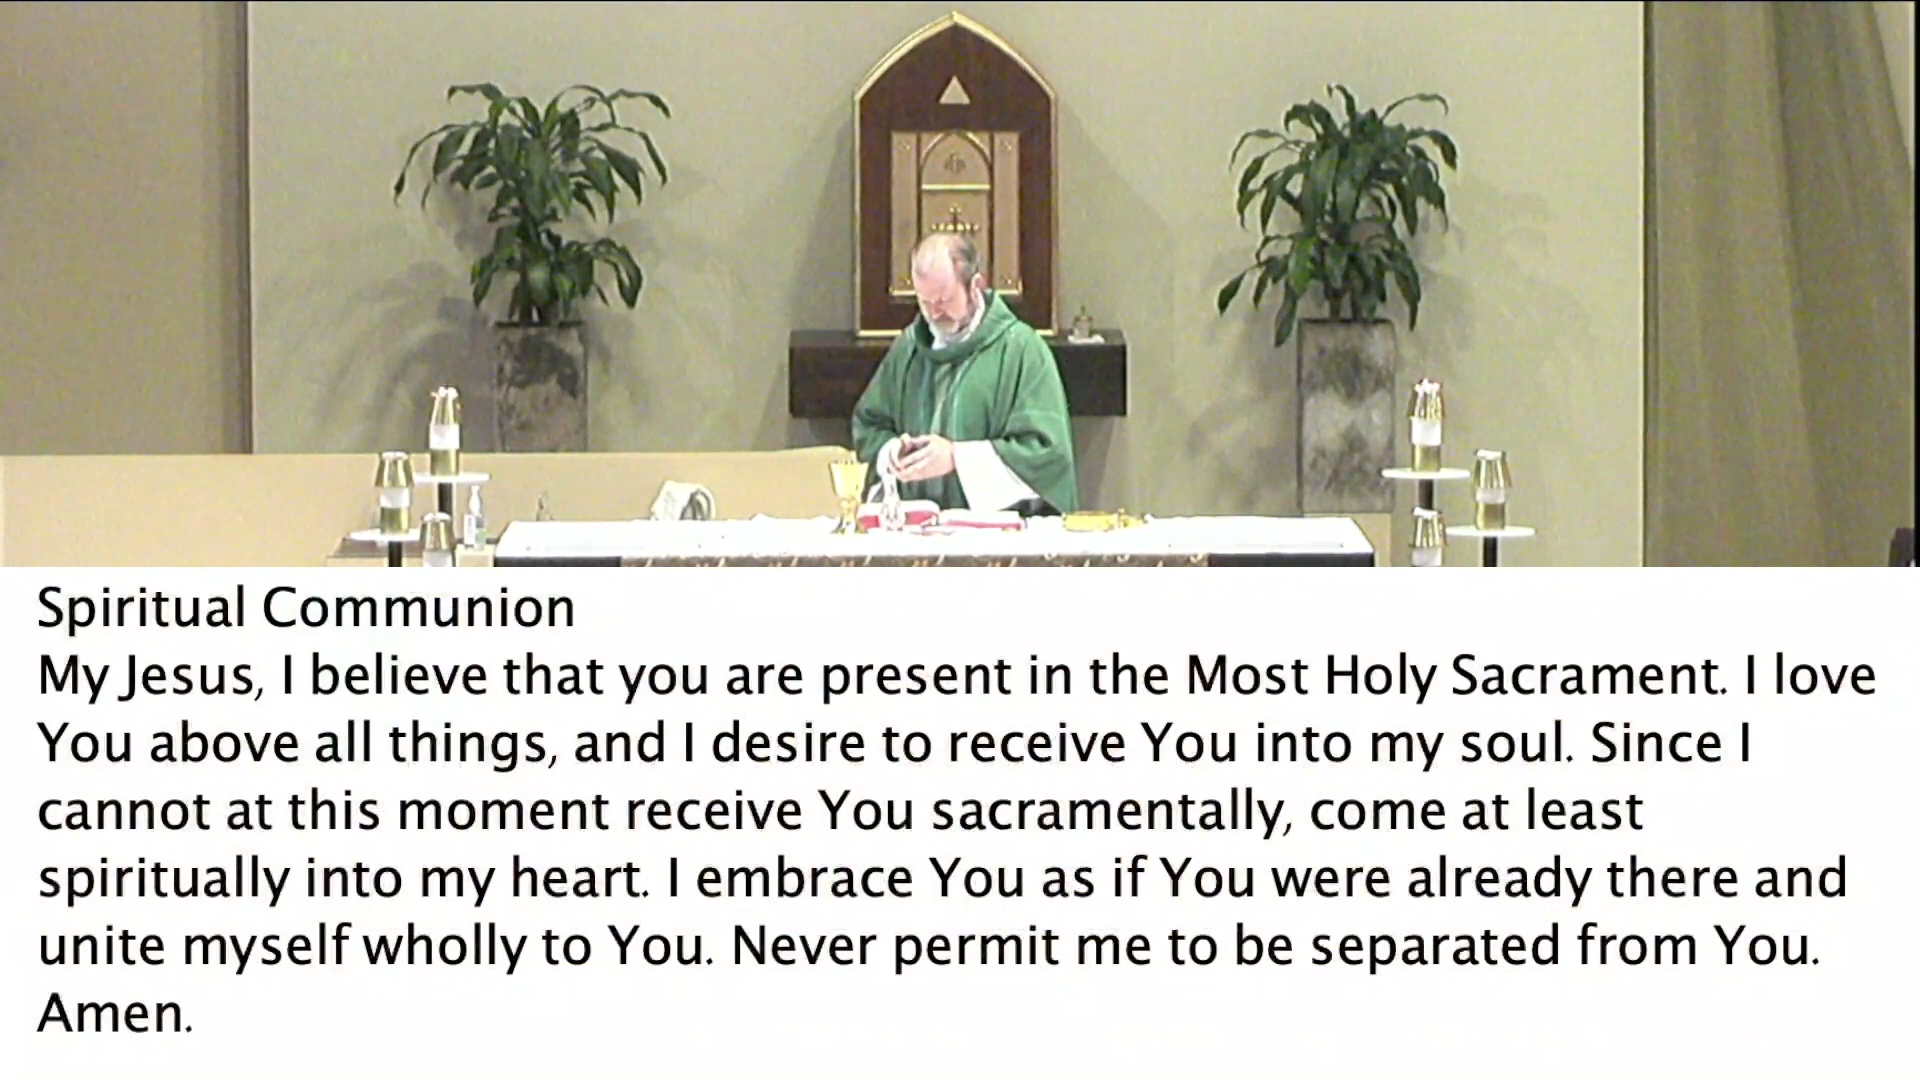 Spiritual Communion
My Jesus, I believe that you are present in the Most Holy Sacrament. I love
You above all things, and I desire to receive You into my soul. Since I
cannot at this moment receive You sacramentally, come at least
spiritually into my heart. I embrace You as if You were already there and
unite myself wholly to You. Never permit me to be separated from You.
Amen.